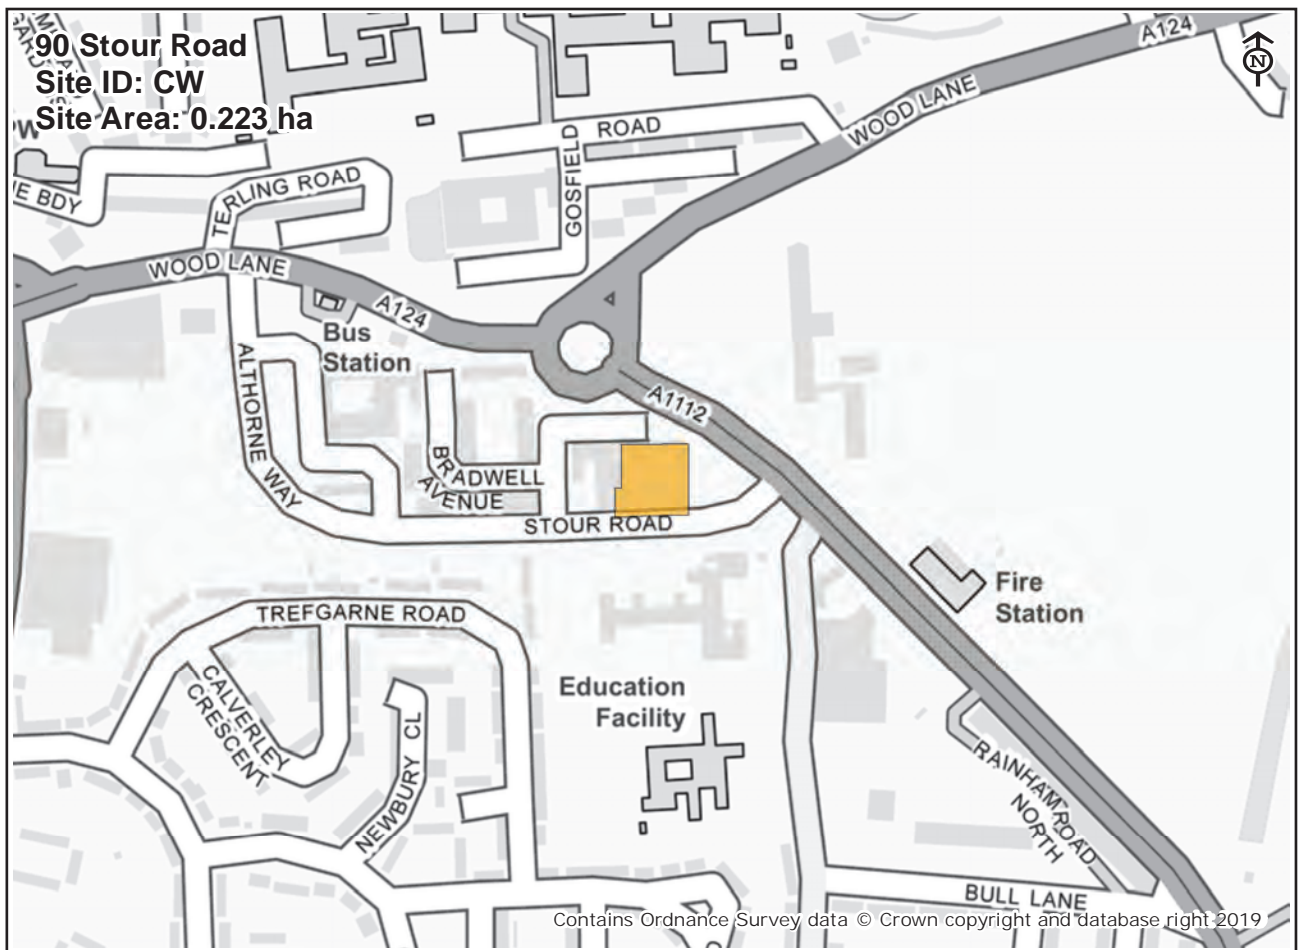 90 Stour Road
Site ID: CW
Site Area: 0.223 ha
A124
N
WOOD LANE
GOSFIELD
ROAD
TERLING ROAD
E BDY
WOOD LANE
A124
Bus
Station
ALTHORNE WAY
A1112
BRADWELL
AVENUE
STOUR ROAD
Fire
Station
TREFGARNE ROAD
CALVERLEY
CRESCENT
NEWBURY CL
Education
Facility
RAINHAM ROAD
NORTH
BULL LANE
Contains Ordnance Survey data © Crown copyright and database right 2019